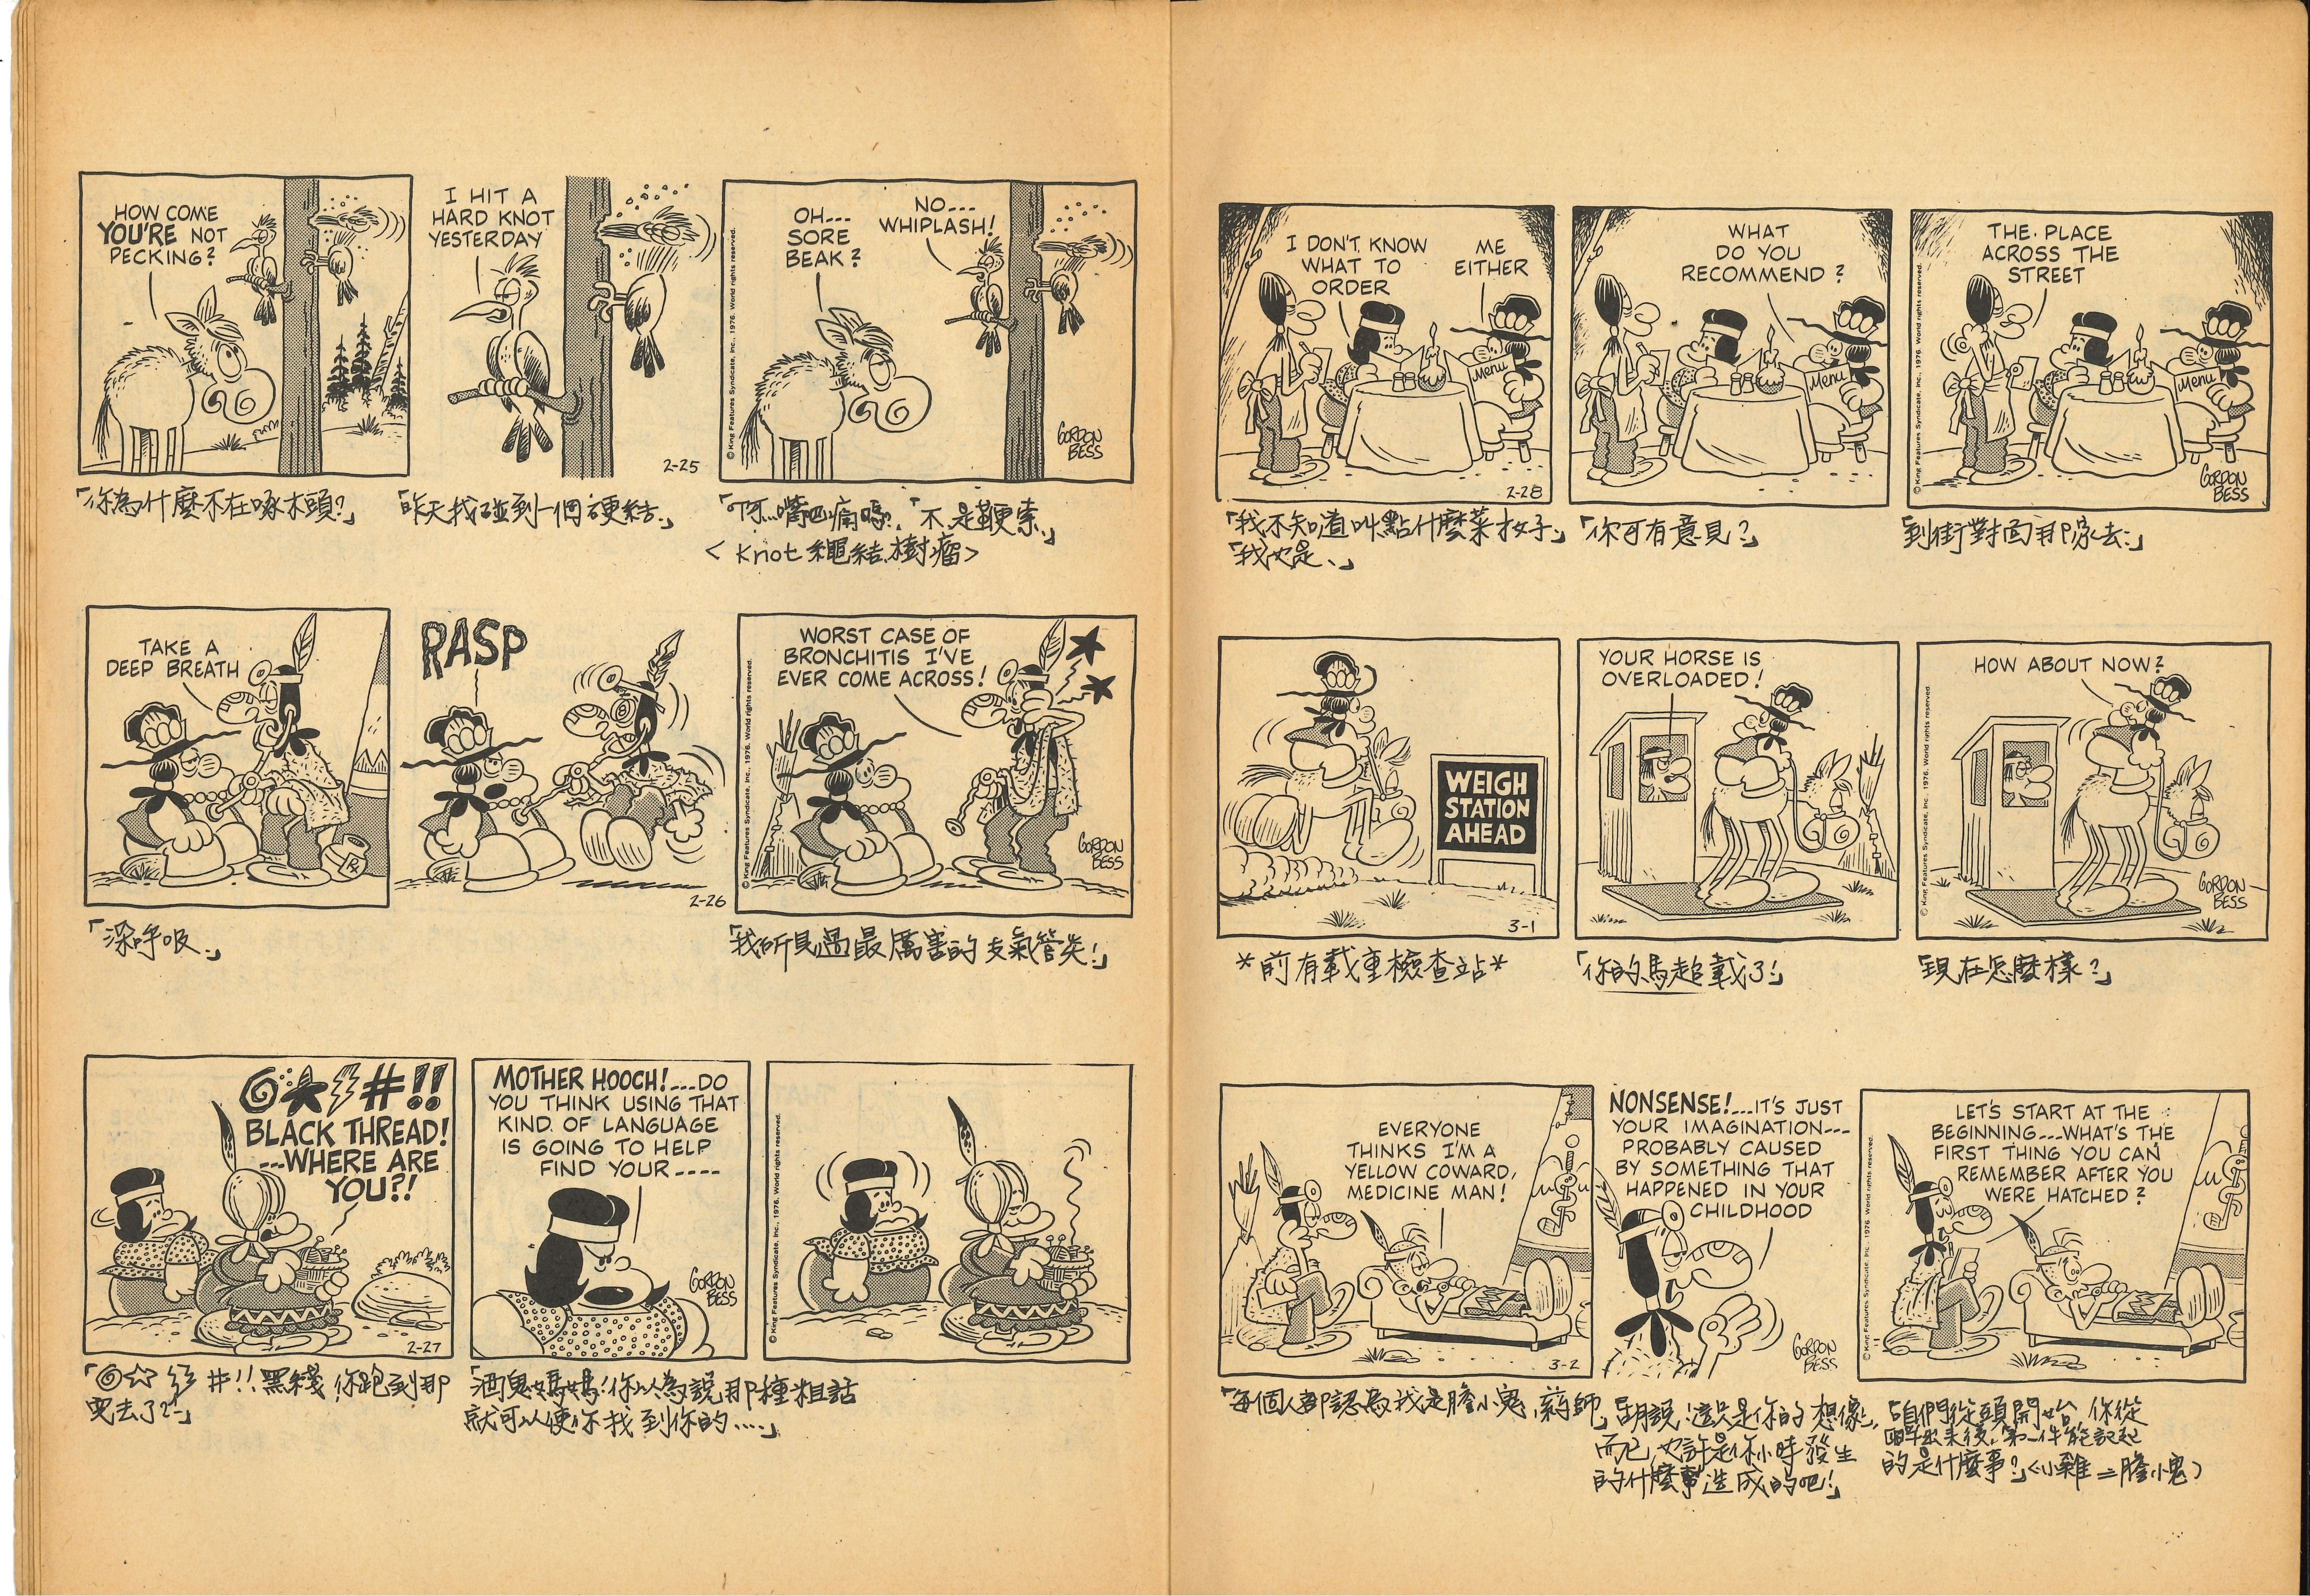 HOW COME
YOU'RE NOT
PECKING?
I HIT A
HARD KNOT
YESTERDAY
2-25
OH...
SORE
BEAK?
NO---
WHIPLASH!
© King Features Syndicate, Inc., 1976. World rights reserved.
GORDON
BESS
「你為什麼不在啄木頭?」
「昨天我碰到一個硬結.」
「啊...嘴巴痛嗎?」「不.是鞭索.」
<Knot 繩結.樹瘤>
TAKE A
DEEP BREATH
RASP
2-26
WORST CASE OF
BRONCHITIS I'VE
EVER COME ACROSS!
© King Features Syndicate, Inc., 1976. World rights reserved.
GORDON
BESS
「深呼吸.」
「我所見過最厲害的支氣管炎!」
@*#!!
BLACK THREAD!
---WHERE ARE
YOU?!
2-27
MOTHER HOOCH!---DO
YOU THINK USING THAT
KIND OF LANGUAGE
IS GOING TO HELP
FIND YOUR----
GORDON
BESS
© King Features Syndicate, Inc., 1976. World rights reserved.
#!!黑綫你跑到那
兒去了?」
「酒鬼媽媽!你以為說那種粗話
就可以使你找到你的....」
I DON'T KNOW
WHAT TO
ORDER
ME
EITHER
Menu
2-28
WHAT
DO YOU
RECOMMEND?
Menu
THE PLACE
ACROSS THE
STREET
Menu
© King Features Syndicate, Inc., 1976. World rights reserved.
GORDON
BESS
「我不知道叫點什麼菜才好.」
「我也是.」
「你可有意見?」
「到街對面那家去.」
WEIGH
STATION
AHEAD
3-1
YOUR HORSE IS
OVERLOADED!
HOW ABOUT NOW?
© King Features Syndicate, Inc., 1976. World rights reserved.
GORDON
BESS
*前有載重檢查站*
「你的馬超載了!」
「現在怎麼樣?」
EVERYONE
THINKS I'M A
YELLOW COWARD,
MEDICINE MAN!
3-2
NONSENSE!---IT'S JUST
YOUR IMAGINATION---
PROBABLY CAUSED
BY SOMETHING THAT
HAPPENED IN YOUR
CHILDHOOD
GORDON
BESS
LET'S START AT THE
BEGINNING---WHAT'S THE
FIRST THING YOU CAN
REMEMBER AFTER YOU
WERE HATCHED?
© King Features Syndicate, Inc., 1976. World rights reserved.
「每個人都認為我是膽小鬼,藥師」
「胡說!這只是你的想像
而已,也許是你小時發生
的什麼事造成的吧!」
「咱們從頭開始,你從
孵出來後,第一件能記起
的是什麼事?」<小雞=膽小鬼>